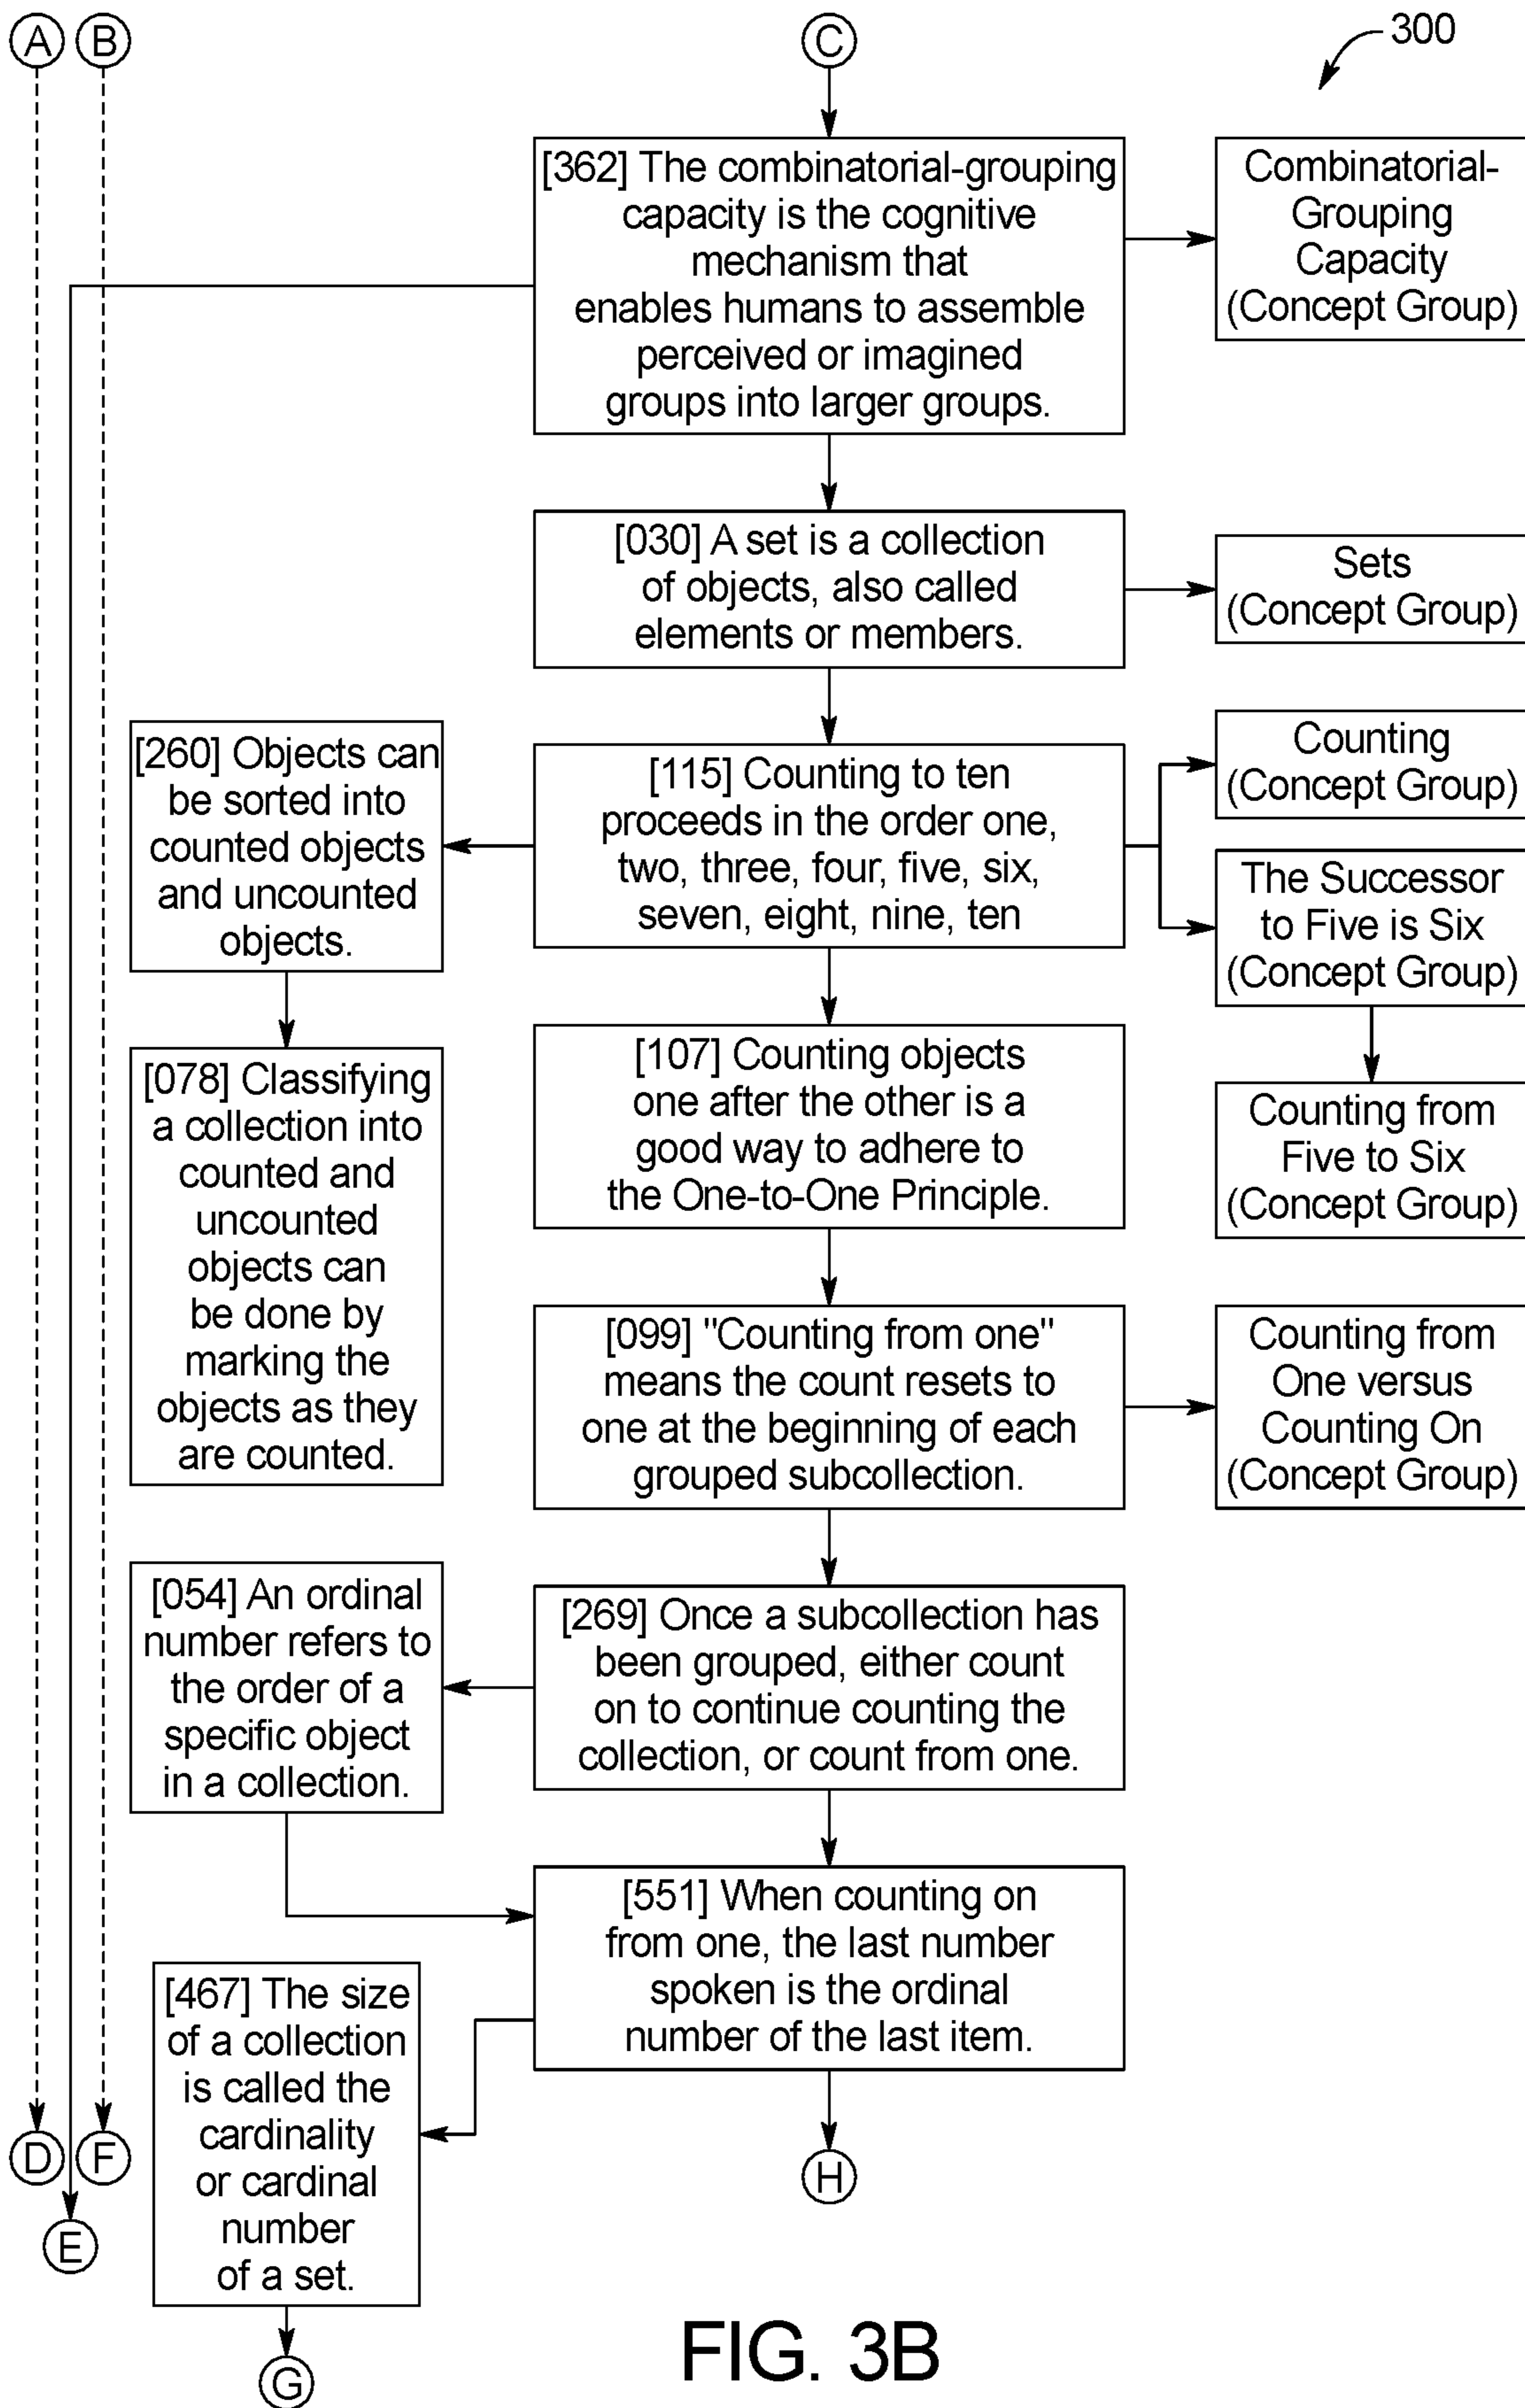 A
B
C
300
[362] The combinatorial-grouping
capacity is the cognitive
mechanism that
enables humans to assemble
perceived or imagined
groups into larger groups.
Combinatorial-
Grouping
Capacity
(Concept Group)
[030] A set is a collection
of objects, also called
elements or members.
Sets
(Concept Group)
[260] Objects can
be sorted into
counted objects
and uncounted
objects.
[115] Counting to ten
proceeds in the order one,
two, three, four, five, six,
seven, eight, nine, ten
Counting
(Concept Group)
The Successor
to Five is Six
(Concept Group)
[078] Classifying
a collection into
counted and
uncounted
objects can
be done by
marking the
objects as they
are counted.
[107] Counting objects
one after the other is a
good way to adhere to
the One-to-One Principle.
Counting from
Five to Six
(Concept Group)
[099] "Counting from one"
means the count resets to
one at the beginning of each
grouped subcollection.
Counting from
One versus
Counting On
(Concept Group)
[054] An ordinal
number refers to
the order of a
specific object
in a collection.
[269] Once a subcollection has
been grouped, either count
on to continue counting the
collection, or count from one.
[551] When counting on
from one, the last number
spoken is the ordinal
number of the last item.
[467] The size
of a collection
is called the
cardinality
or cardinal
number
of a set.
D
F
H
E
G
FIG. 3B